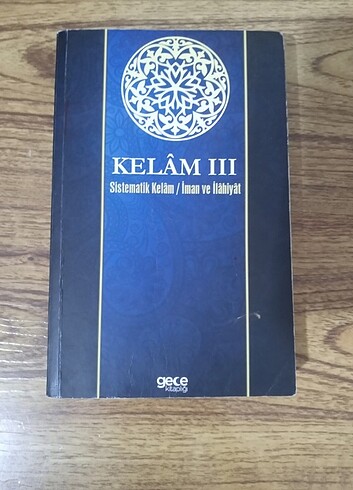 KELÂM III
Sistematik Kelâm / İman ve İlâhiyât
gece
kitaplığı